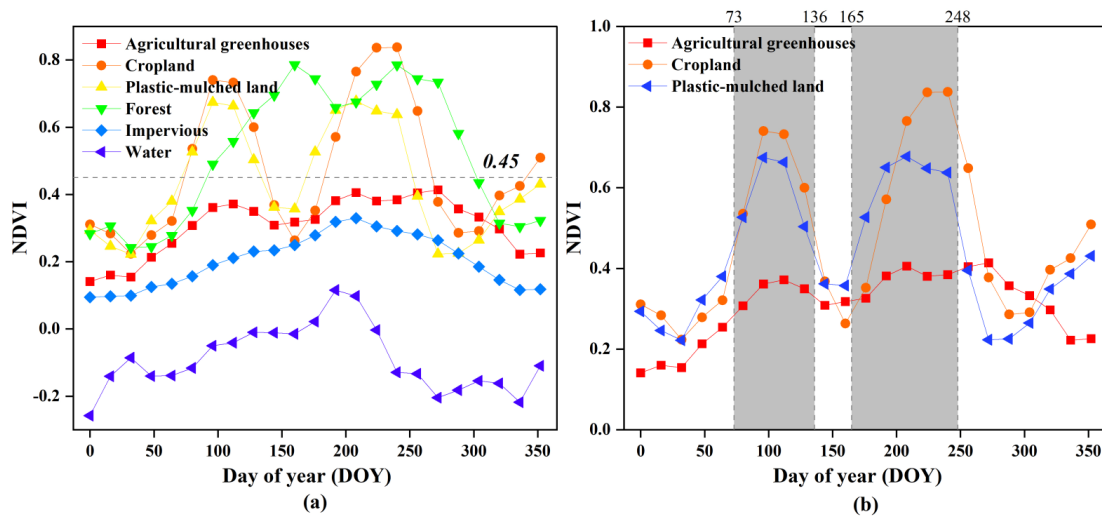 73 136 165 248
Agricultural greenhouses
Cropland
Plastic-mulched land
Forest
Impervious
Water
0.45
0.8
0.6
0.4
0.2
0.0
-0.2
NDVI
0 50 100 150 200 250 300 350
Day of year (DOY)
(a)
Agricultural greenhouses
Cropland
Plastic-mulched land
1.0
0.8
0.6
0.4
0.2
0.0
NDVI
0 50 100 150 200 250 300 350
Day of year (DOY)
(b)